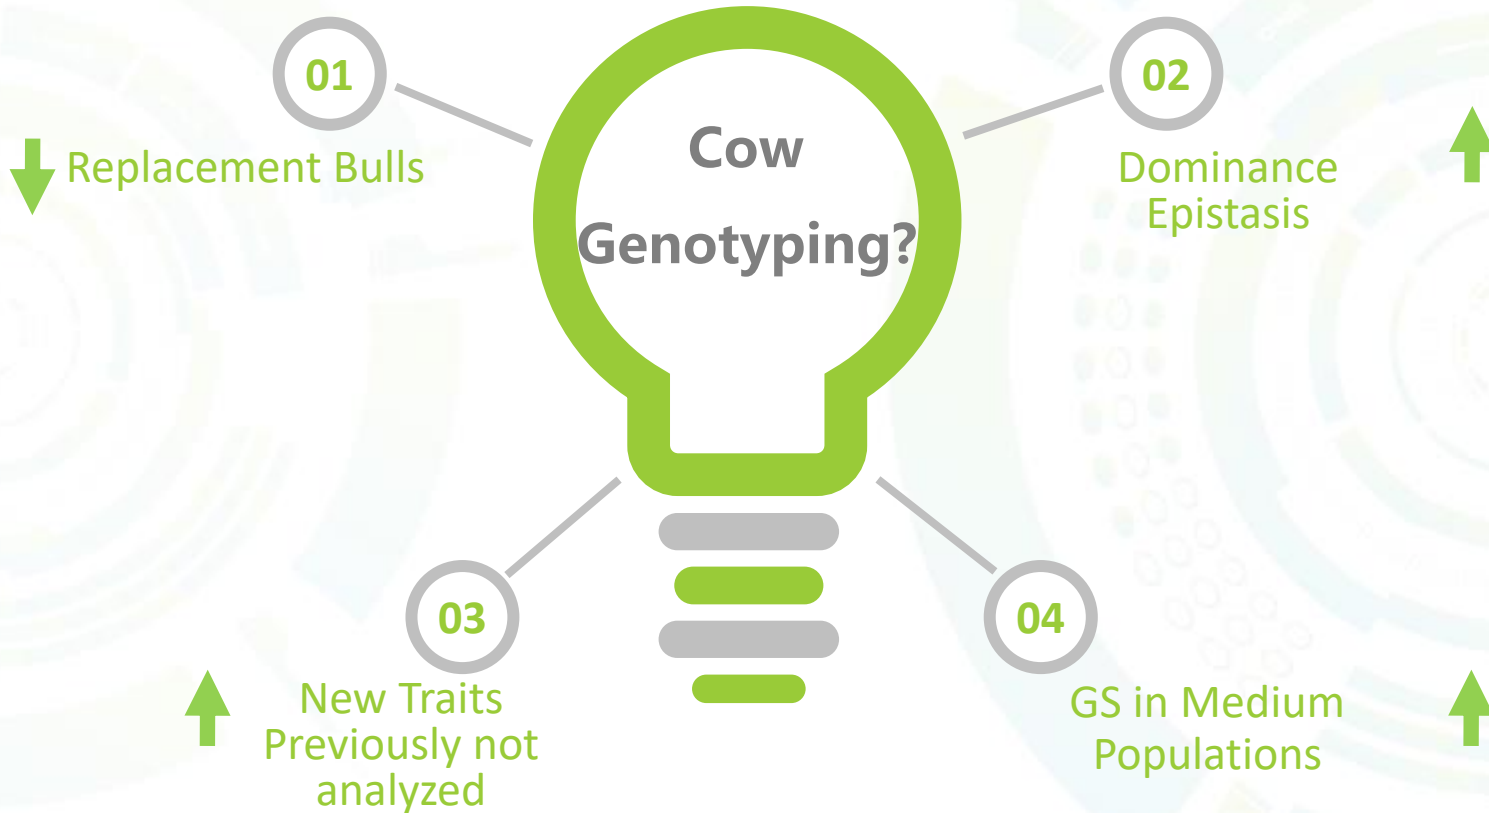 Cow
Genotyping?
01
Replacement Bulls
02
Dominance
Epistasis
03
New Traits
Previously not
analyzed
04
GS in Medium
Populations